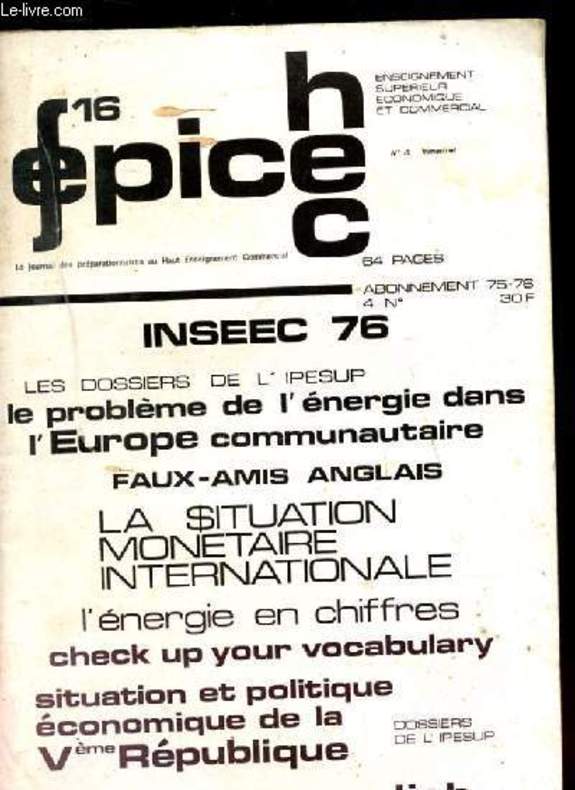 Le-livre.com
16
épice
hec
ENSEIGNEMENT
SUPERIEUR
ECONOMIQUE
ET COMMERCIAL
Trimestriel
Le journal des préparationnaires au Haut Enseignement Commercial
64 PAGES
ABONNEMENT 75-76
4 N° 30 F
INSEEC 76
LES DOSSIERS DE L'IPESUP
le problème de l'énergie dans
l'Europe communautaire
FAUX-AMIS ANGLAIS
LA $ITUATION
MONETAIRE
INTERNATIONALE
l'énergie en chiffres
check up your vocabulary
situation et politique
économique de la
Vème République
DOSSIERS
DE L'IPESUP